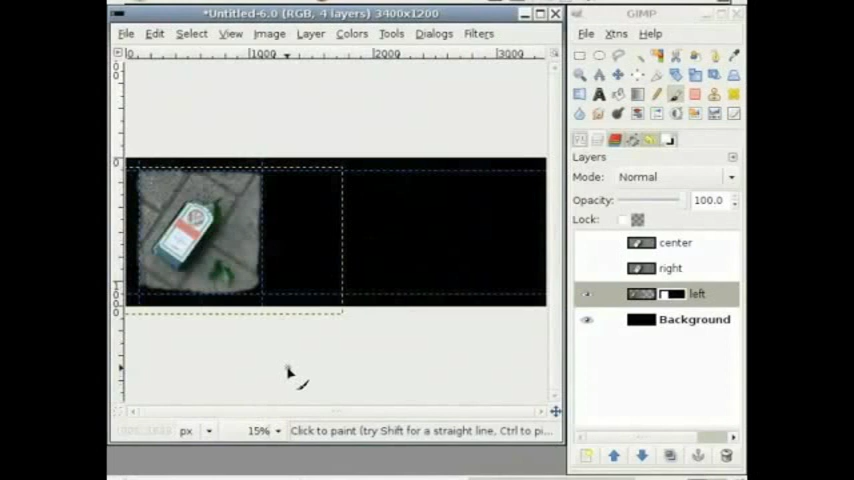 *Untitled-6.0 (RGB, 4 layers) 3400x1200
File Edit Select View Image Layer Colors Tools Dialogs Filters
0 1000 2000 3000
px 15% Click to paint (try Shift for a straight line, Ctrl to pi...
GIMP
File Xtns Help
Layers
Mode: Normal
Opacity: 100.0
Lock:
center
right
left
Background